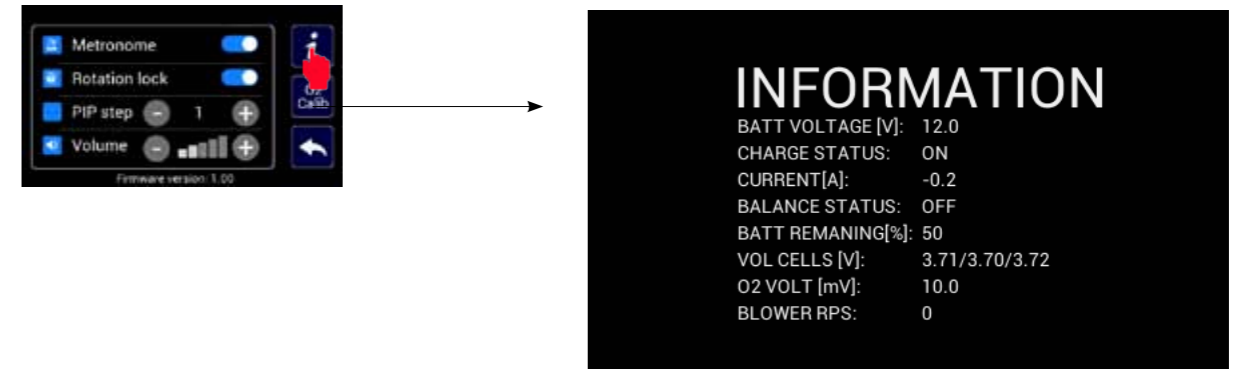 Metronome
i
Rotation lock
O2
Calib
PIP step - 1 +
Volume - +
Firmware version: 1.00
INFORMATION
BATT VOLTAGE [V]: 12.0
CHARGE STATUS: ON
CURRENT[A]: -0.2
BALANCE STATUS: OFF
BATT REMANING[%]: 50
VOL CELLS [V]: 3.71/3.70/3.72
O2 VOLT [mV]: 10.0
BLOWER RPS: 0